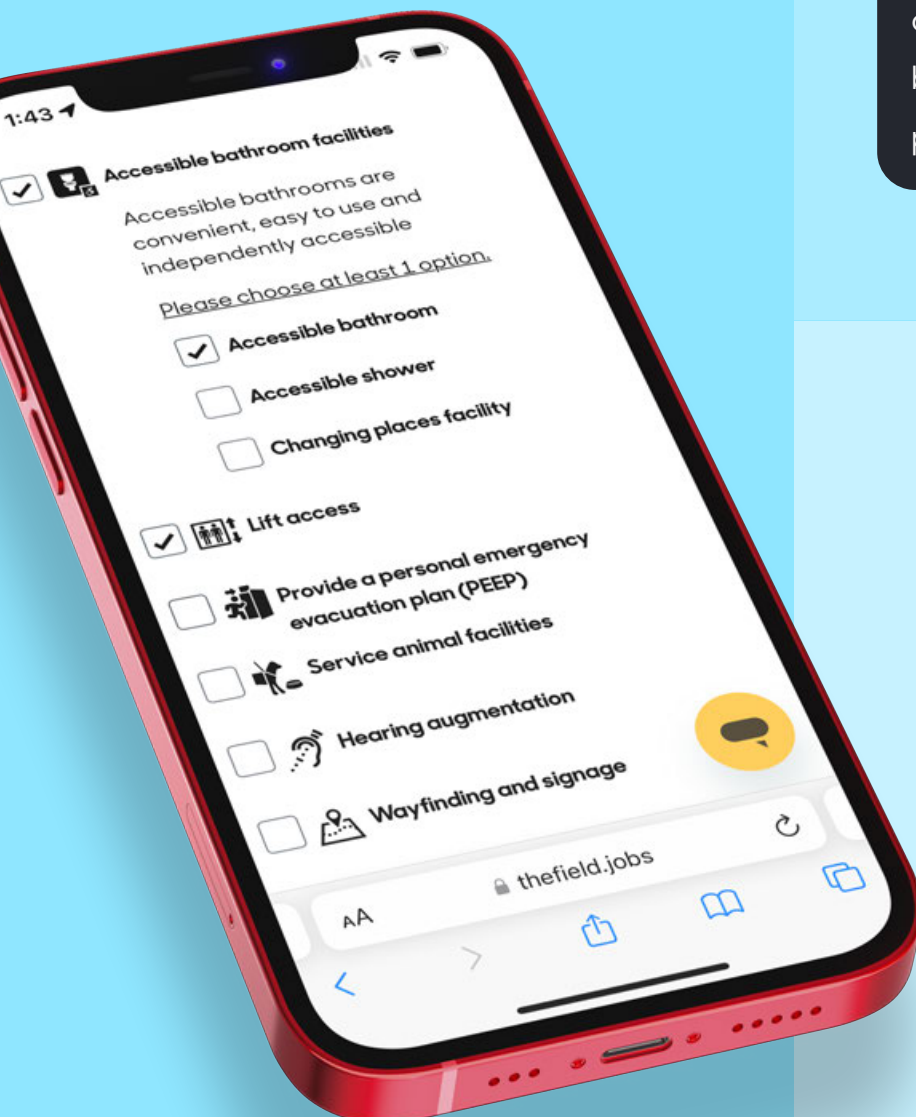 1:43
Accessible bathroom facilities
Accessible bathrooms are
convenient, easy to use and
independently accessible
Please choose at least 1 option.
Accessible bathroom
Accessible shower
Changing places facility
Lift access
Provide a personal emergency
evacuation plan (PEEP)
Service animal facilities
Hearing augmentation
Wayfinding and signage
AA
thefield.jobs